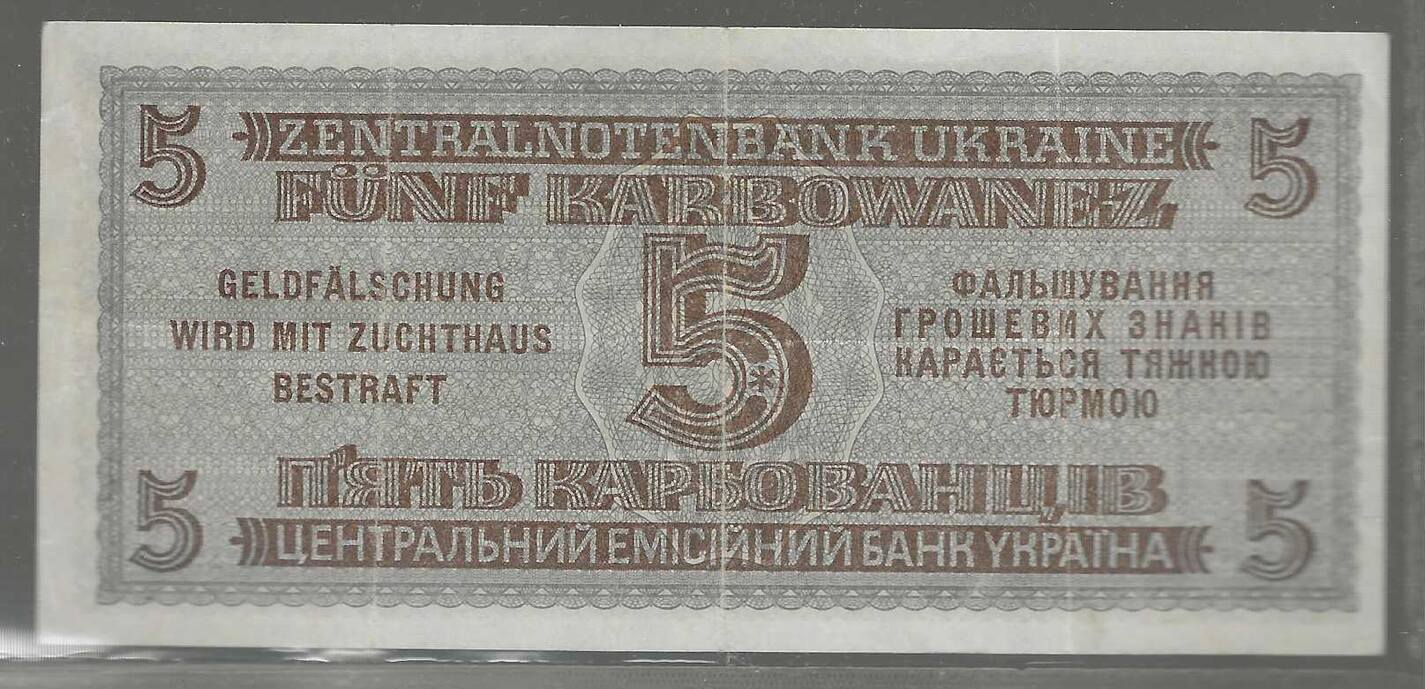 5 ZENTRALNOTENBANK UKRAINE 5
FÜNF KARBOWANEZ
5
GELDFÄLSCHUNG
WIRD MIT ZUCHTHAUS
BESTRAFT
ФАЛЬШУВАННЯ
ГРОШЕВИХ ЗНАКІВ
КАРАЄТЬСЯ ТЯЖКОЮ
ТЮРМОЮ
П'ЯТЬ КАРБОВАНЦІВ
5 ЦЕНТРАЛЬНИЙ ЕМІСІЙНИЙ БАНК УКРАЇНА 5